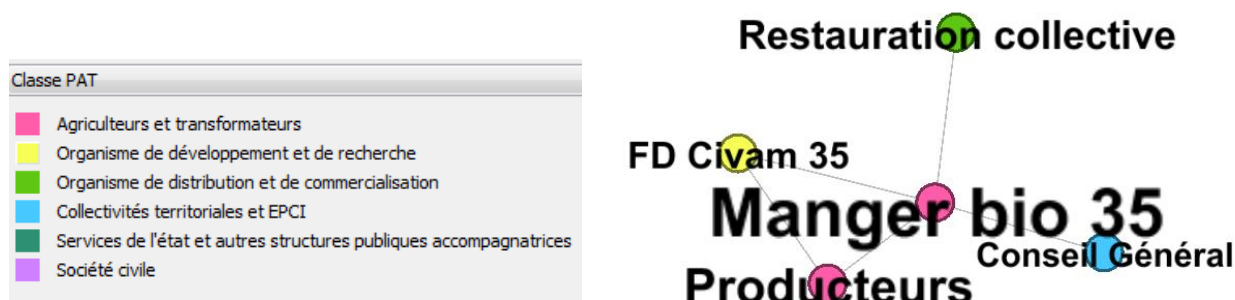 Classe PAT
Agriculteurs et transformateurs
Organisme de développement et de recherche
Organisme de distribution et de commercialisation
Collectivités territoriales et EPCI
Services de l'état et autres structures publiques accompagnatrices
Société civile
Restauration collective
FD Civam 35
Manger bio 35
Conseil Général
Producteurs